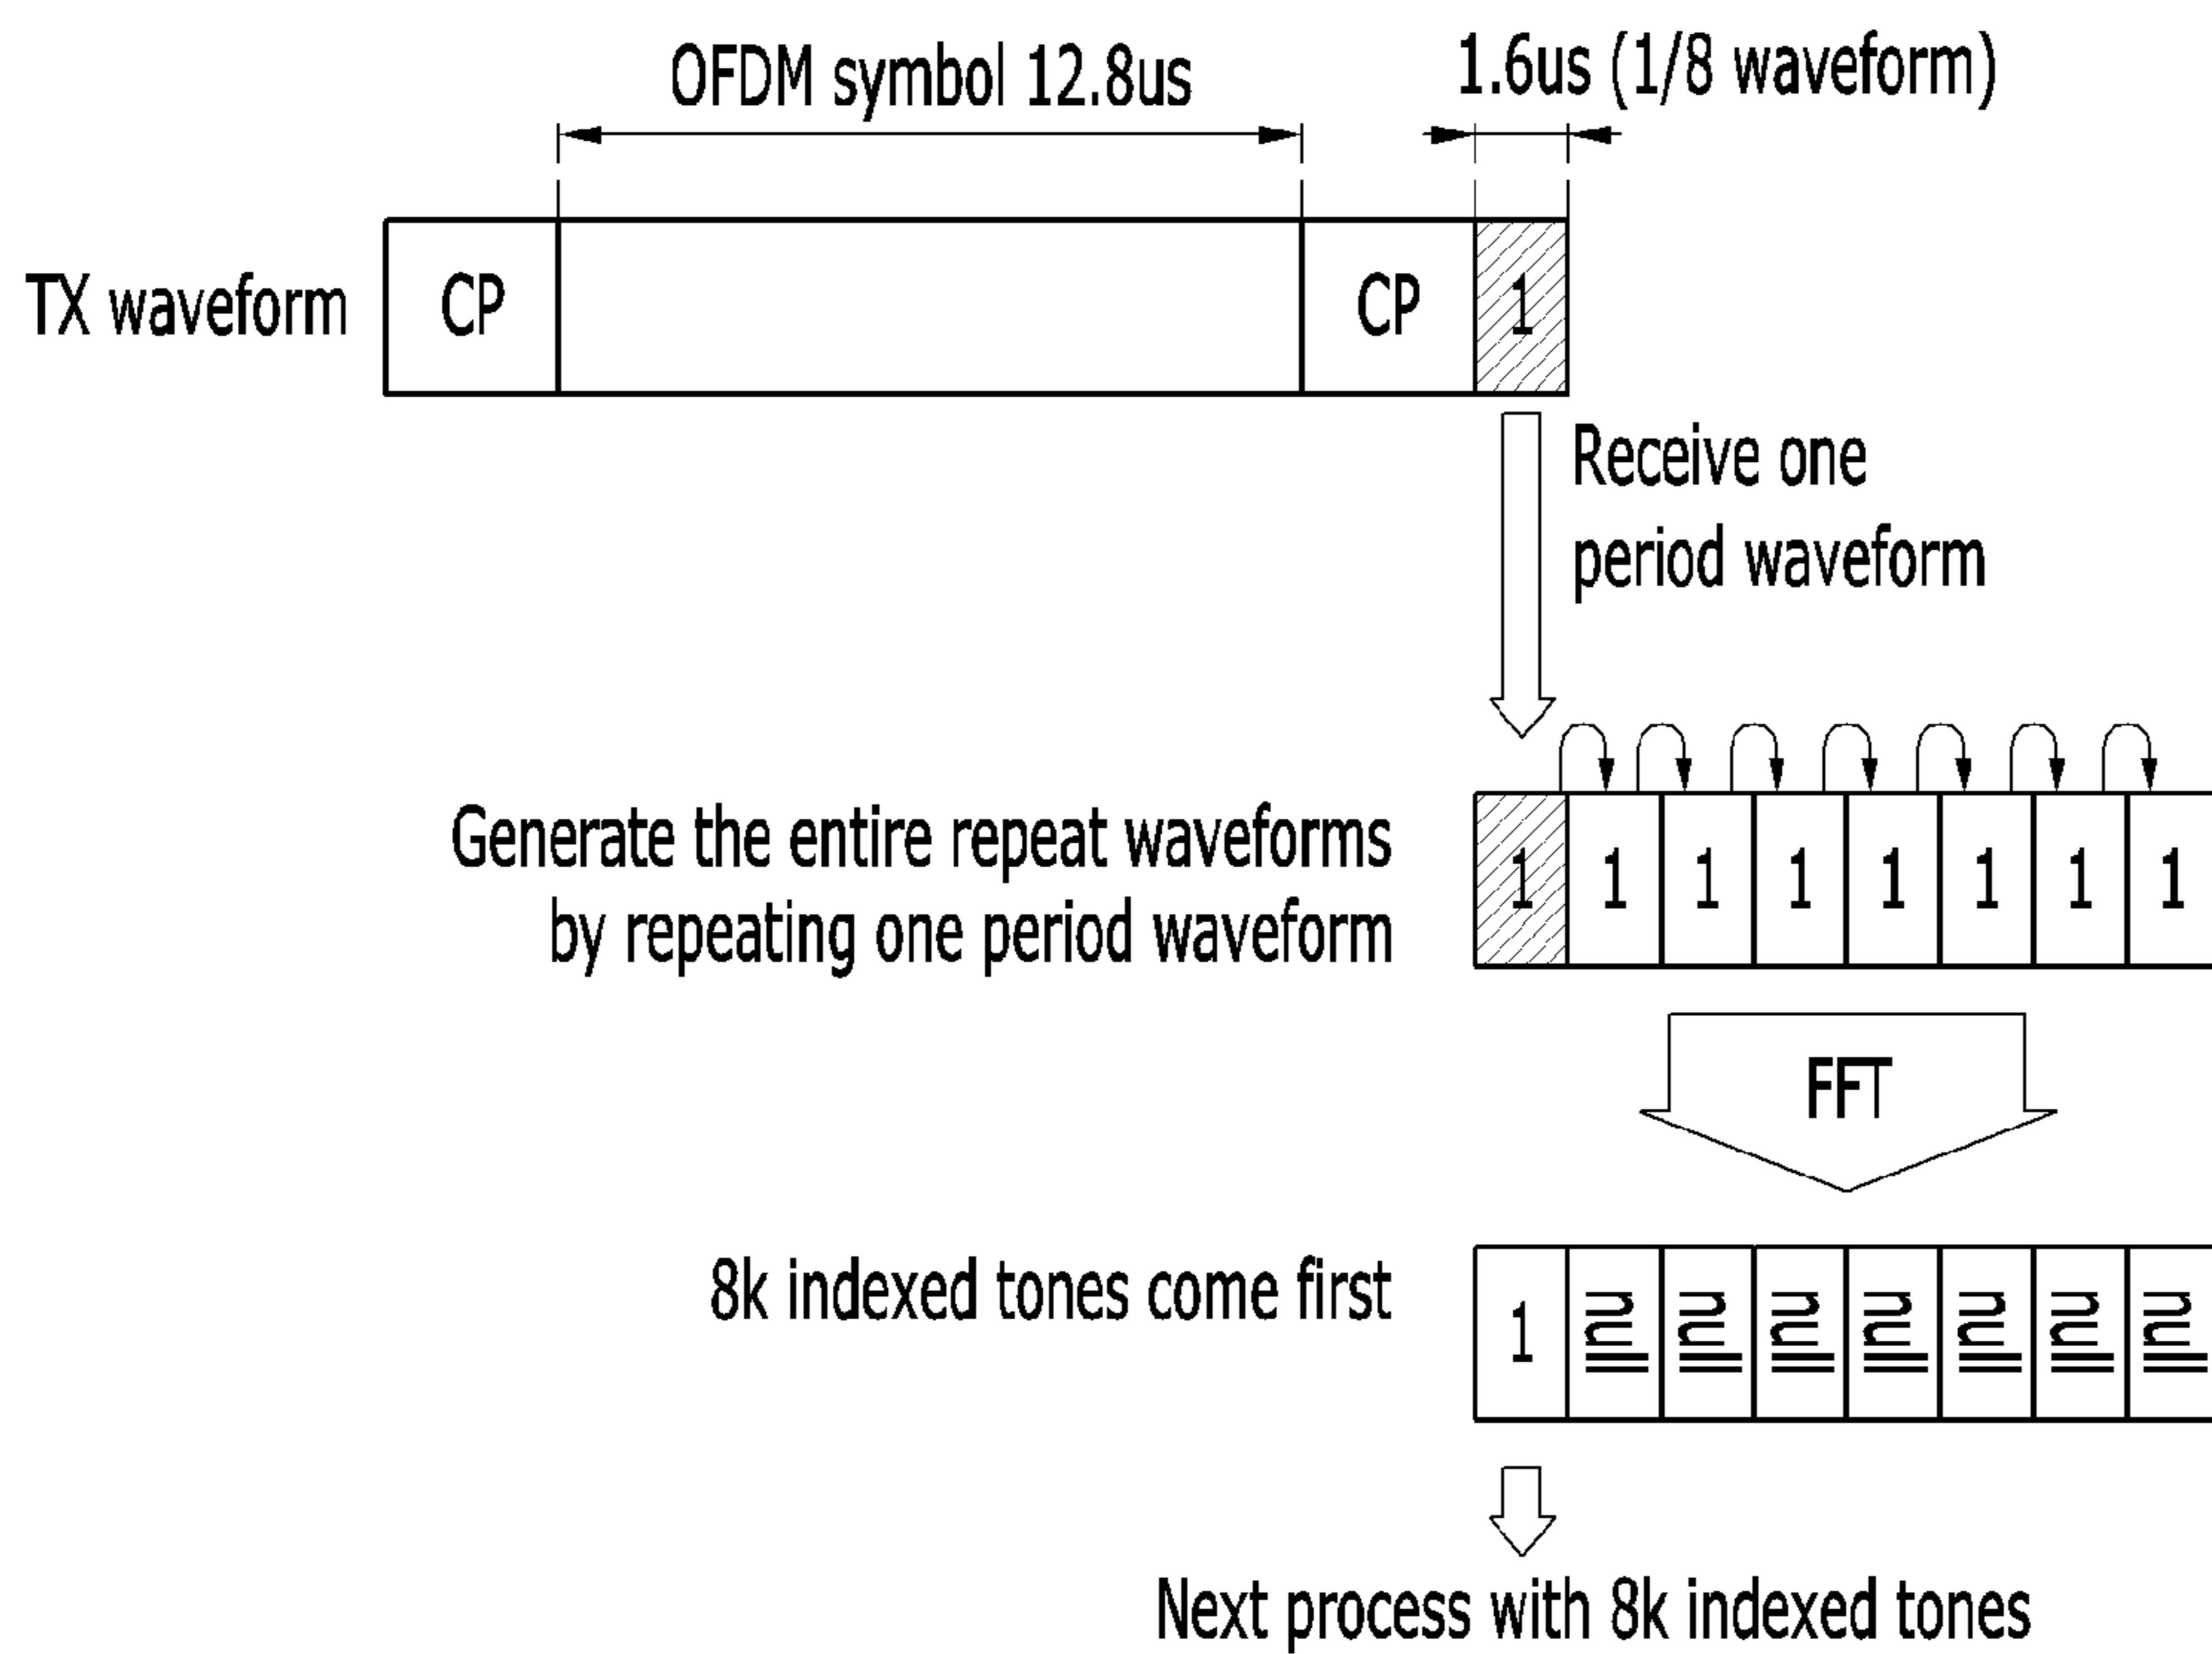 OFDM symbol 12.8us
1.6us (1/8 waveform)
TX waveform
CP
CP
1
Receive one
period waveform
Generate the entire repeat waveforms
by repeating one period waveform
1 1 1 1 1 1 1 1
FFT
8k indexed tones come first
1 null null null null null null null
Next process with 8k indexed tones